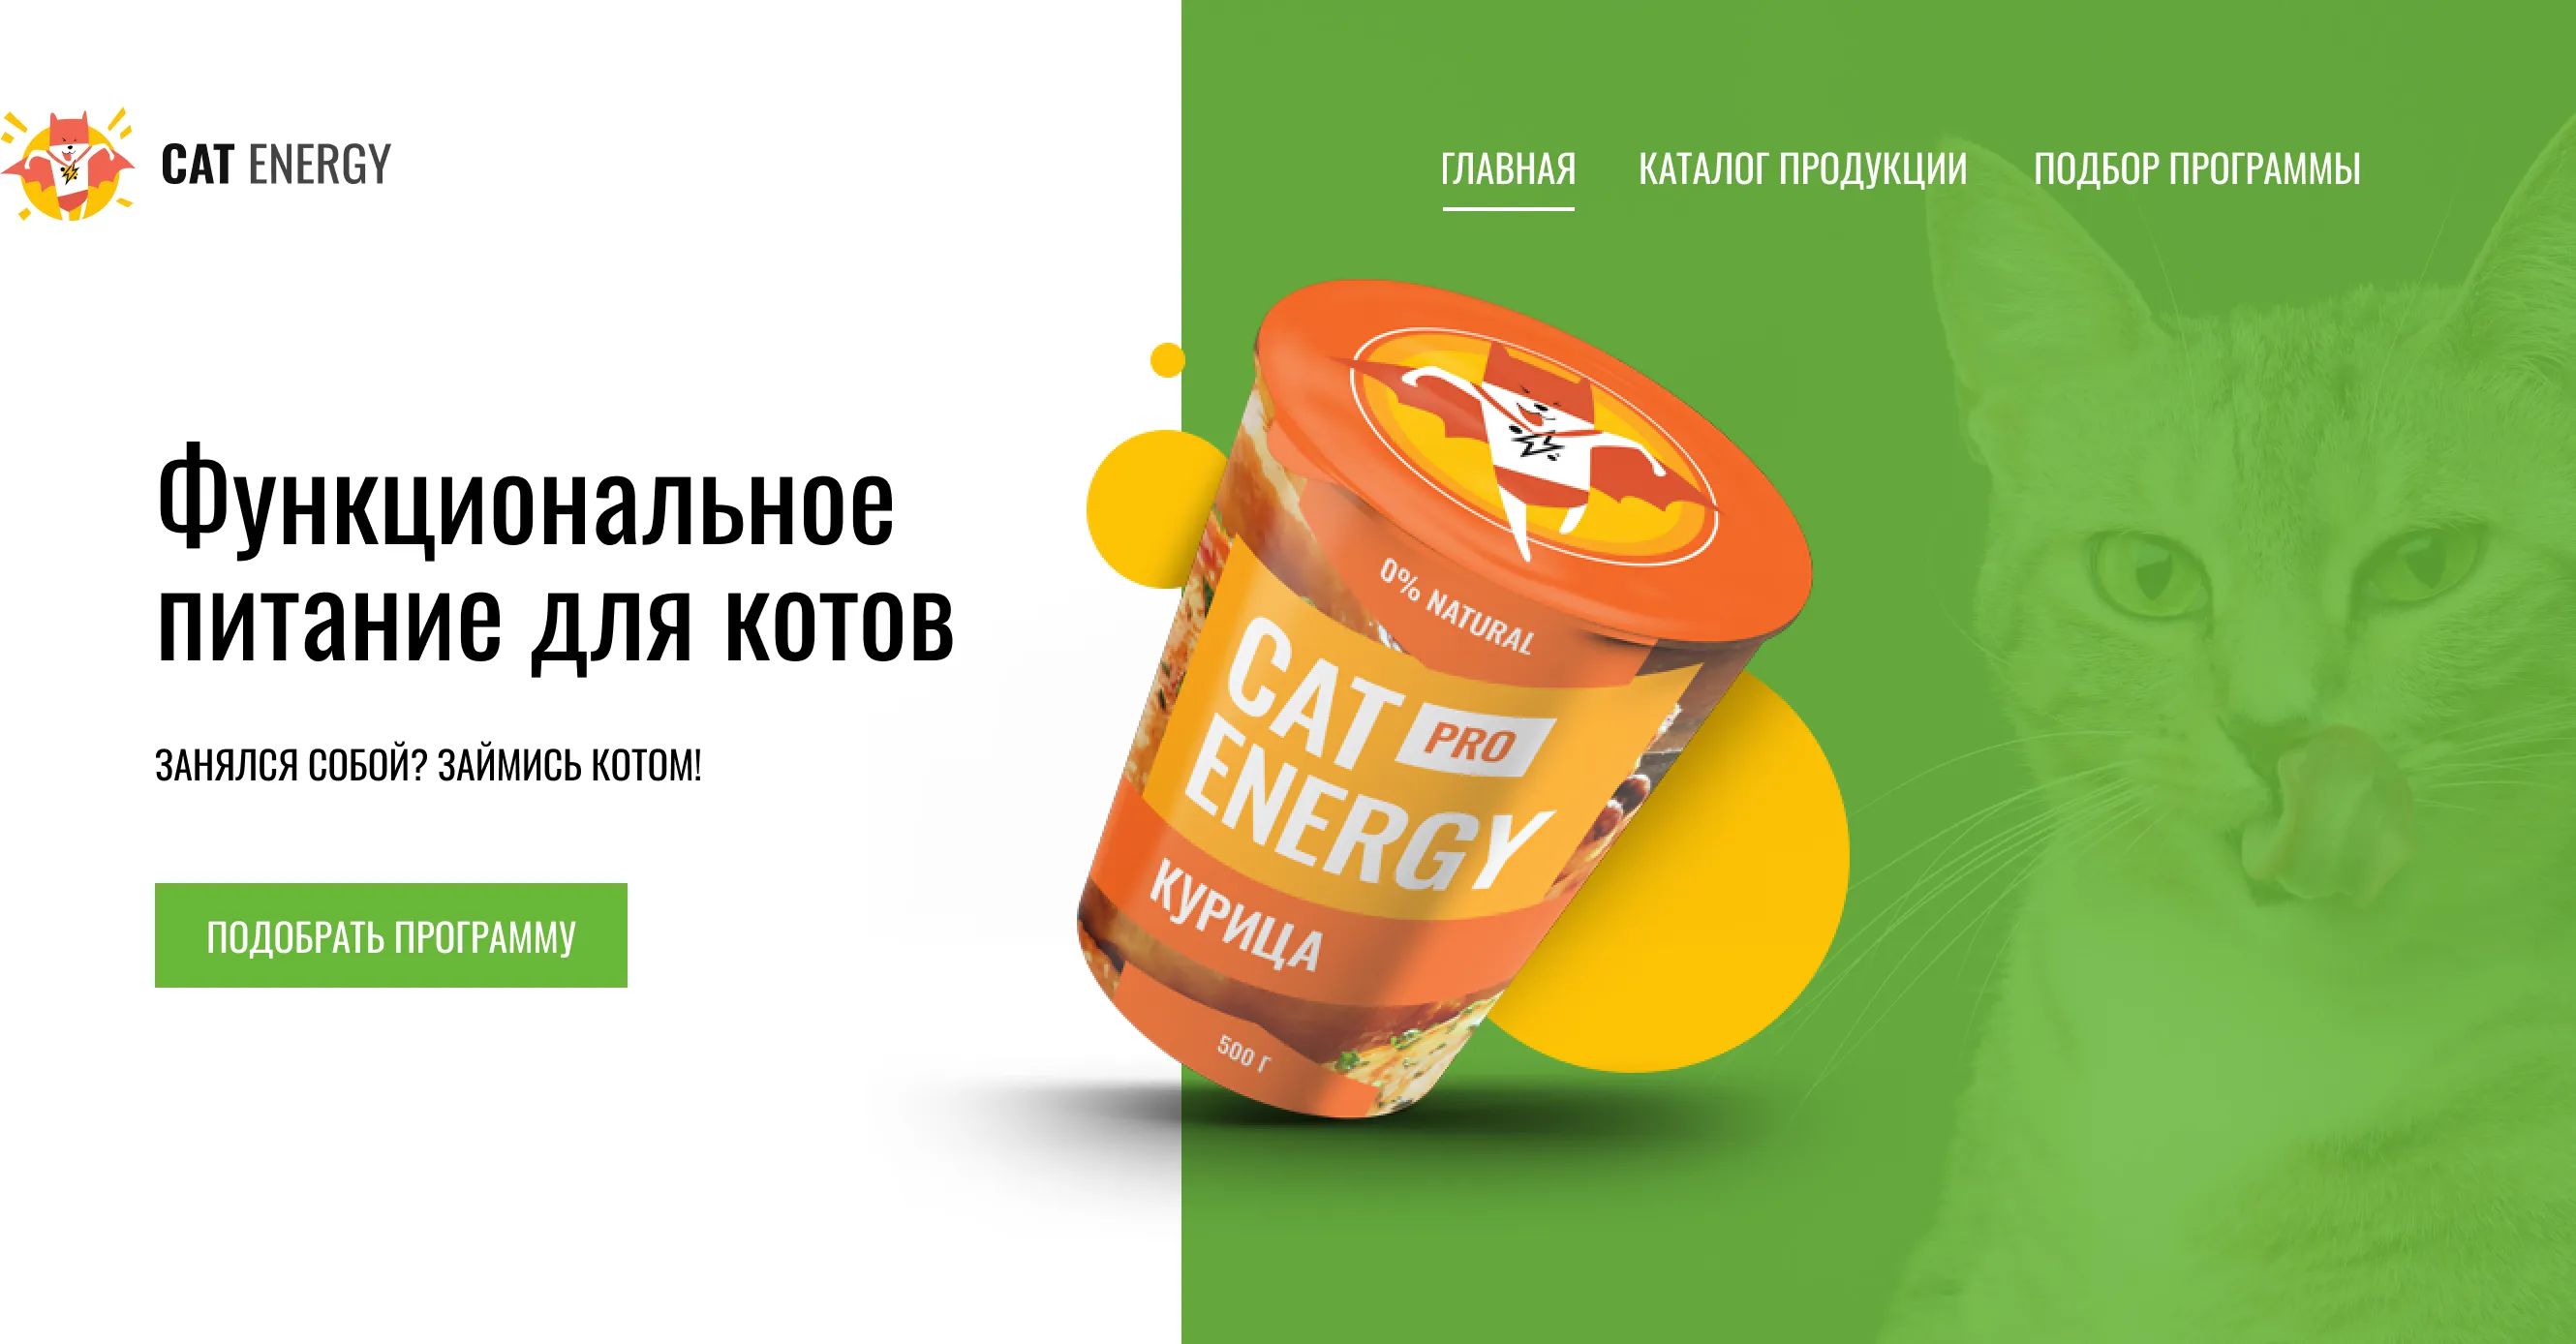 CAT ENERGY
ГЛАВНАЯ
КАТАЛОГ ПРОДУКЦИИ
ПОДБОР ПРОГРАММЫ
Функциональное
питание для котов
ЗАНЯЛСЯ СОБОЙ? ЗАЙМИСЬ КОТОМ!
ПОДОБРАТЬ ПРОГРАММУ
0% NATURAL
CAT PRO
ENERGY
КУРИЦА
500 Г